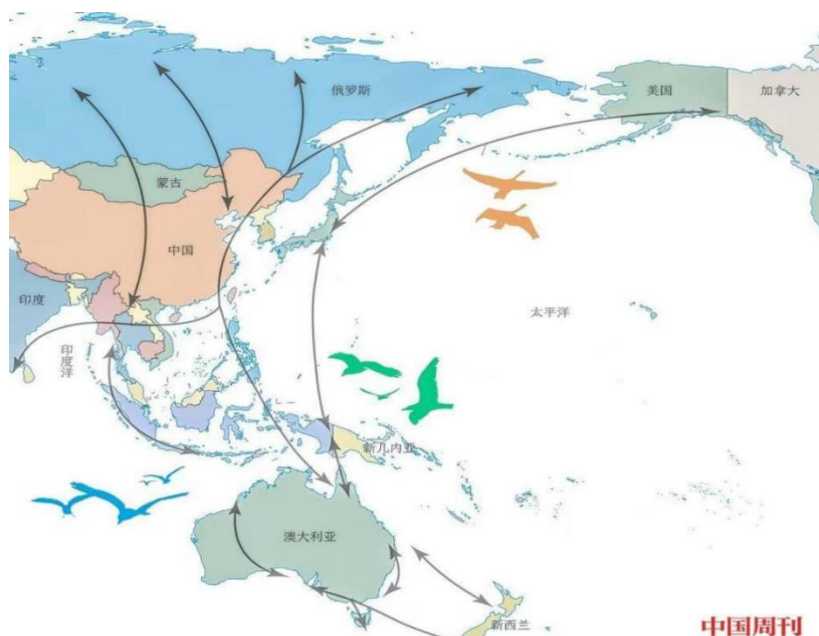 俄罗斯
美国
加拿大
蒙古
中国
印度
太平洋
印度洋
新几内亚
澳大利亚
新西兰
中国周刊